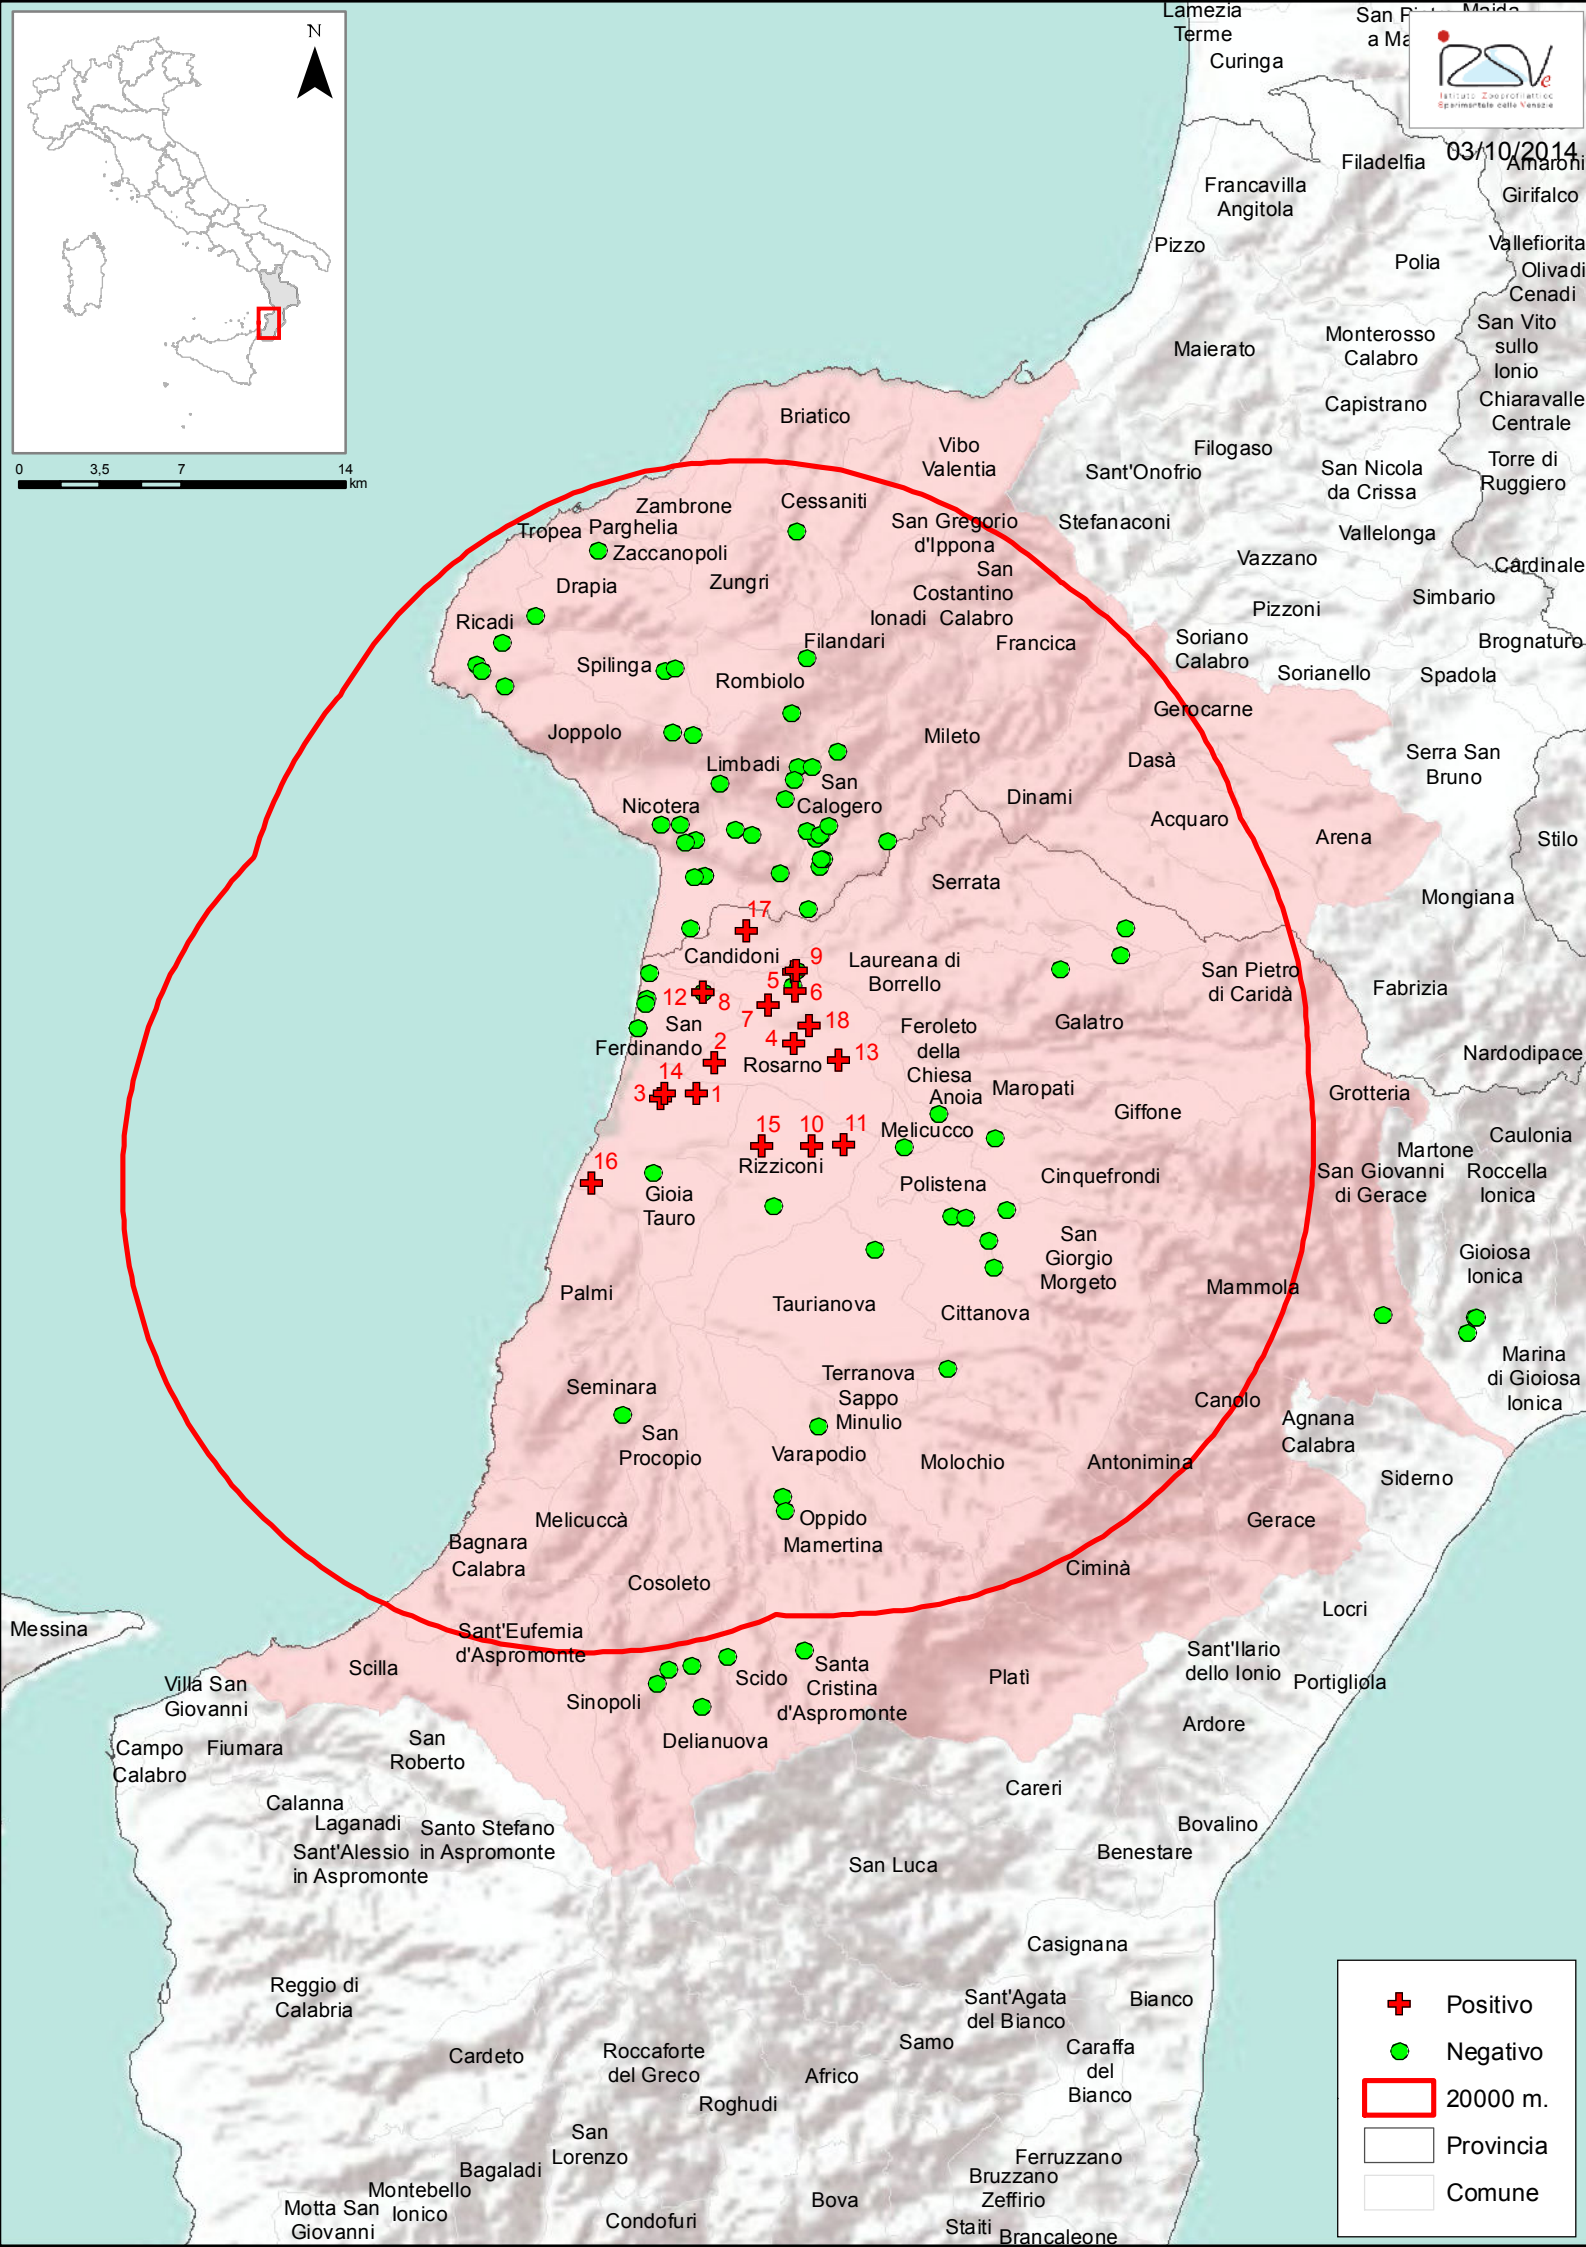 N
0 3,5 7 14
km
Lamezia
Terme
Curinga
Maida
a Ma
iZSVe
Istituto Zooprofilattico
Sperimentale delle Venezie
03/10/2014
Amaroni
Filadelfia
Girifalco
Francavilla
Angitola
Pizzo
Polia
Vallefiorita
Olivadi
Cenadi
San Vito
sullo
Ionio
Monterosso
Calabro
Maierato
Capistrano
Chiaravalle
Centrale
Briatico
Vibo
Valentia
Filogaso
Sant'Onofrio
San Nicola
da Crissa
Torre di
Ruggiero
Zambrone
Cessaniti
Tropea
Parghelia
Zaccanopoli
San Gregorio
d'Ippona
Stefanaconi
Vallelonga
Vazzano
Cardinale
Drapia
Zungri
San
Costantino
Calabro
Ionadi
Pizzoni
Simbario
Ricadi
Filandari
Francica
Soriano
Calabro
Sorianello
Brognaturo
Spadola
Spilinga
Rombiolo
Gerocarne
Joppolo
Mileto
Dasà
Serra San
Bruno
Limbadi
San
Calogero
Nicotera
Dinami
Acquaro
Arena
Stilo
Serrata
Mongiana
17
Candidoni
9
5
6
Laureana di
Borrello
San Pietro
di Caridà
Fabrizia
12
8
7
18
San
Ferdinando
Galatro
Feroleto
della
Chiesa
2
4
Rosarno
13
Nardodipace
14
3
1
Anoia
Maropati
Giffone
Grotteria
15
10
11
Melicucco
Martone
Caulonia
16
Rizziconi
Cinquefrondi
San Giovanni
di Gerace
Roccella
Ionica
Gioia
Tauro
Polistena
San
Giorgio
Morgeto
Gioiosa
Ionica
Palmi
Taurianova
Cittanova
Mammola
Marina
di Gioiosa
Ionica
Seminara
Terranova
Sappo
Minulio
Canolo
Agnana
Calabra
San
Procopio
Varapodio
Molochio
Antonimina
Siderno
Melicuccà
Oppido
Mamertina
Gerace
Bagnara
Calabra
Cosoleto
Ciminà
Locri
Messina
Sant'Eufemia
d'Aspromonte
Scilla
Sant'Ilario
dello Ionio
Portigliola
Villa San
Giovanni
Sinopoli
Scido
Santa
Cristina
d'Aspromonte
Platì
Ardore
Campo
Calabro
Fiumara
San
Roberto
Delianuova
Careri
Calanna
Laganadi
Sant'Alessio
in Aspromonte
Santo Stefano
in Aspromonte
Bovalino
Benestare
San Luca
Casignana
Reggio di
Calabria
Sant'Agata
del Bianco
Bianco
Samo
Cardeto
Roccaforte
del Greco
Africo
Caraffa
del
Bianco
Roghudi
San
Lorenzo
Bagaladi
Ferruzzano
Bruzzano
Zeffirio
Montebello
Ionico
Motta San
Giovanni
Bova
Condofuri
Staiti
Brancaleone
Positivo
Negativo
20000 m.
Provincia
Comune